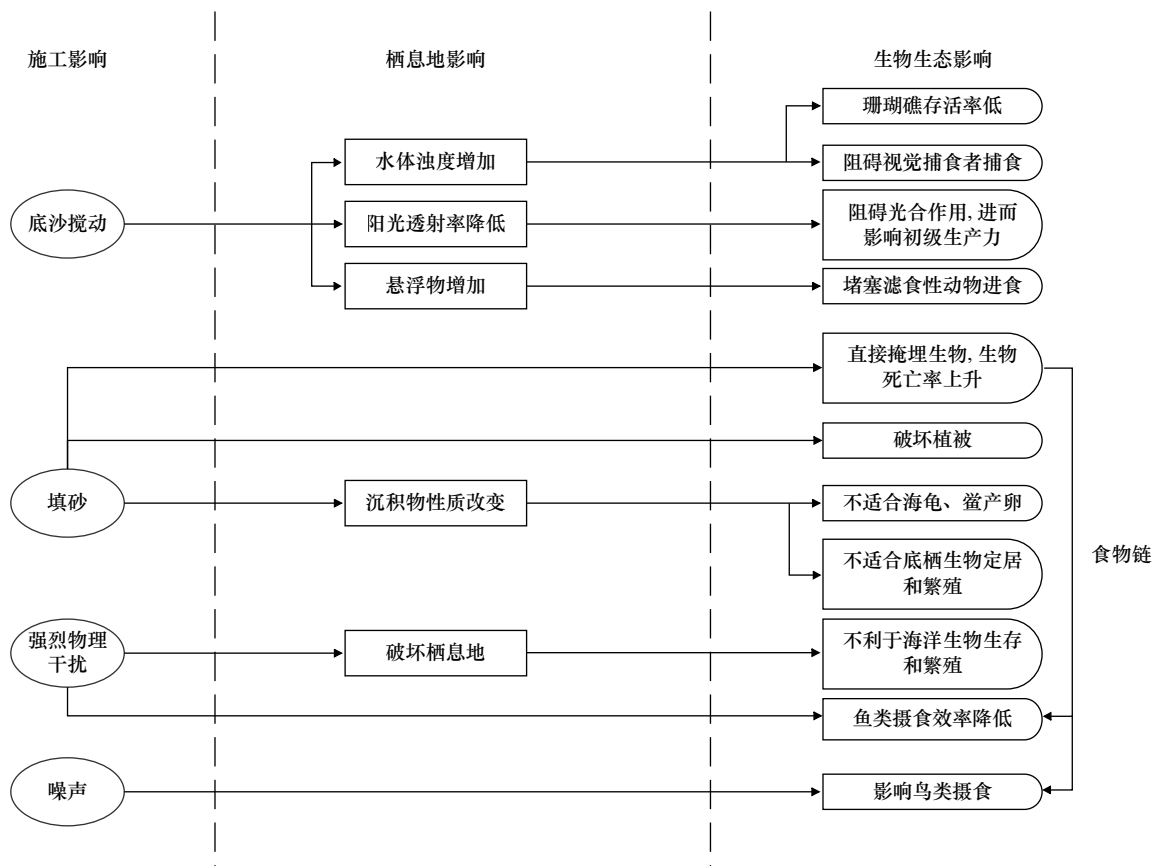 施工影响
栖息地影响
生物生态影响
珊瑚礁存活率低
水体浊度增加
阻碍视觉捕食者捕食
底沙搅动
阳光透射率降低
阻碍光合作用, 进而
影响初级生产力
悬浮物增加
堵塞滤食性动物进食
直接掩埋生物, 生物
死亡率上升
破坏植被
填砂
沉积物性质改变
不适合海龟、鲎产卵
不适合底栖生物定居
和繁殖
食物链
强烈物理
干扰
破坏栖息地
不利于海洋生物生存
和繁殖
鱼类摄食效率降低
噪声
影响鸟类摄食